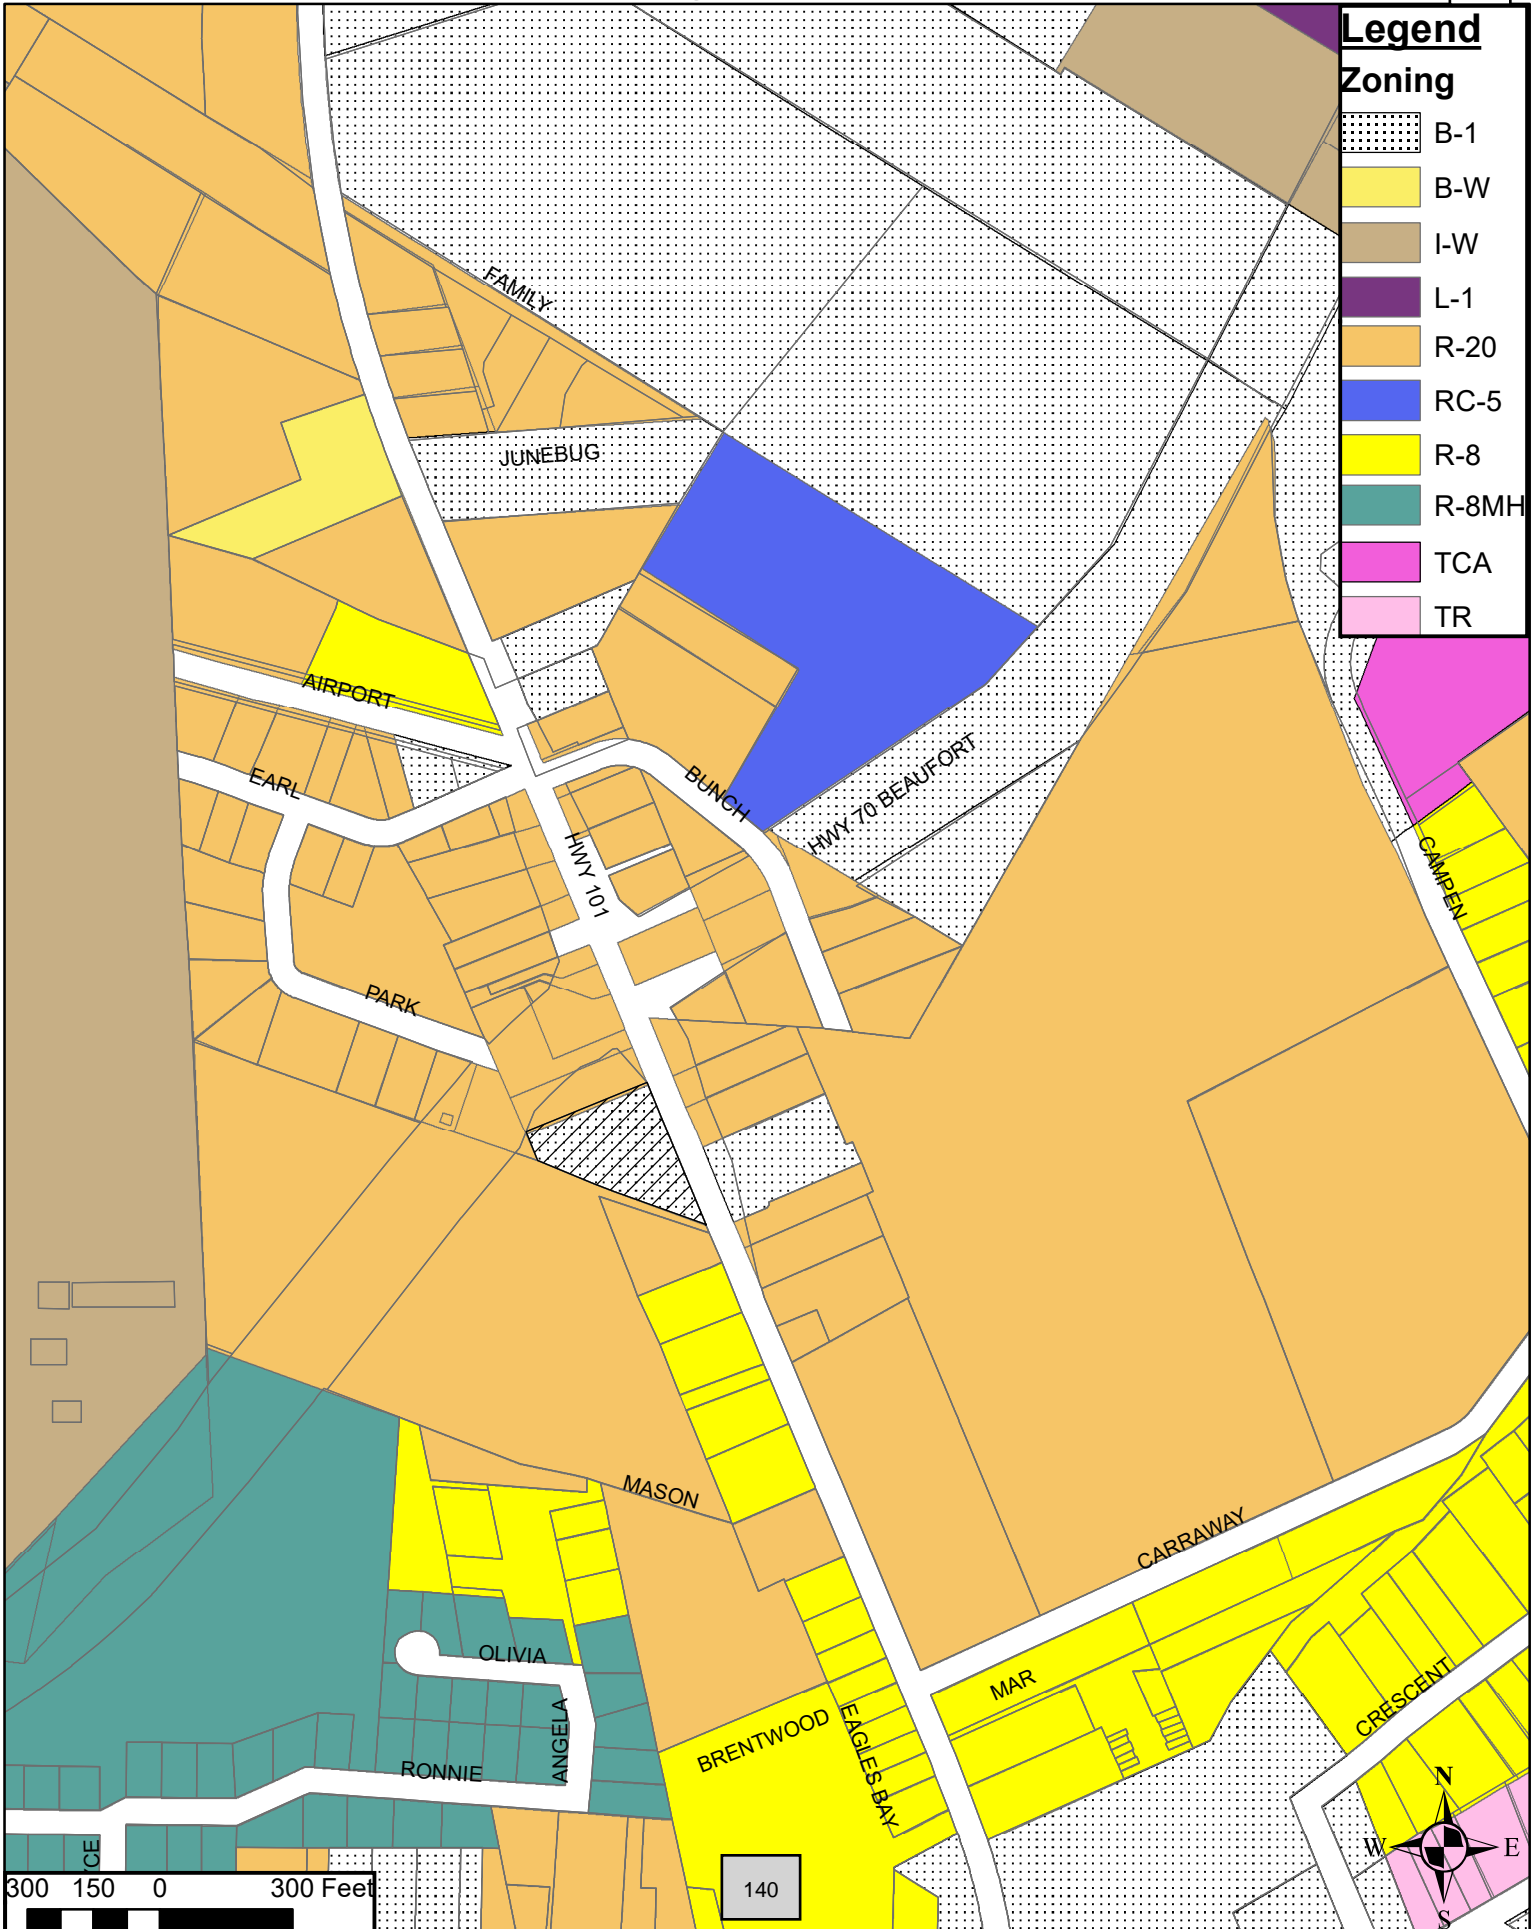 Legend
Zoning
B-1
B-W
I-W
L-1
R-20
RC-5
R-8
R-8MH
TCA
TR
FAMILY
JUNEBUG
AIRPORT
EARL
BUNCH
HWY 70 BEAUFORT
HWY 101
CAMPEN
PARK
MASON
CARRAWAY
OLIVIA
MAR
CRESCENT
BRENTWOOD
EAGLES BAY
ANGELA
RONNIE
N
W E
S
YCE
140
300 150 0 300 Feet